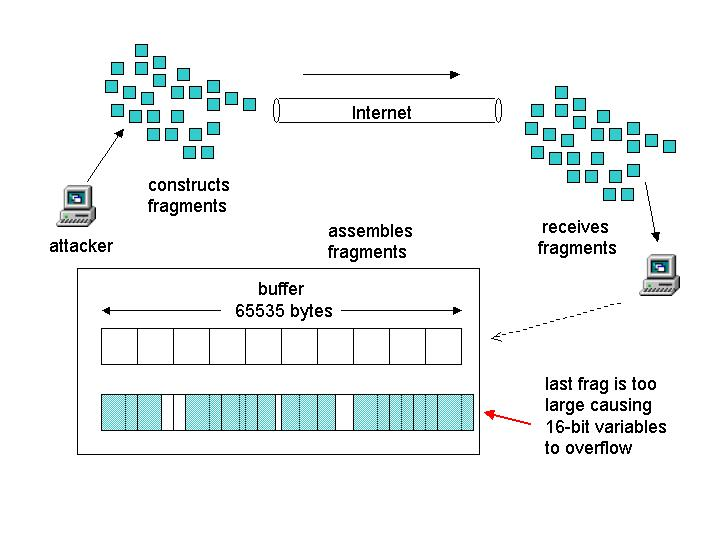 Internet
constructs
fragments
attacker
assembles
fragments
receives
fragments
buffer
65535 bytes
last frag is too
large causing
16-bit variables
to overflow